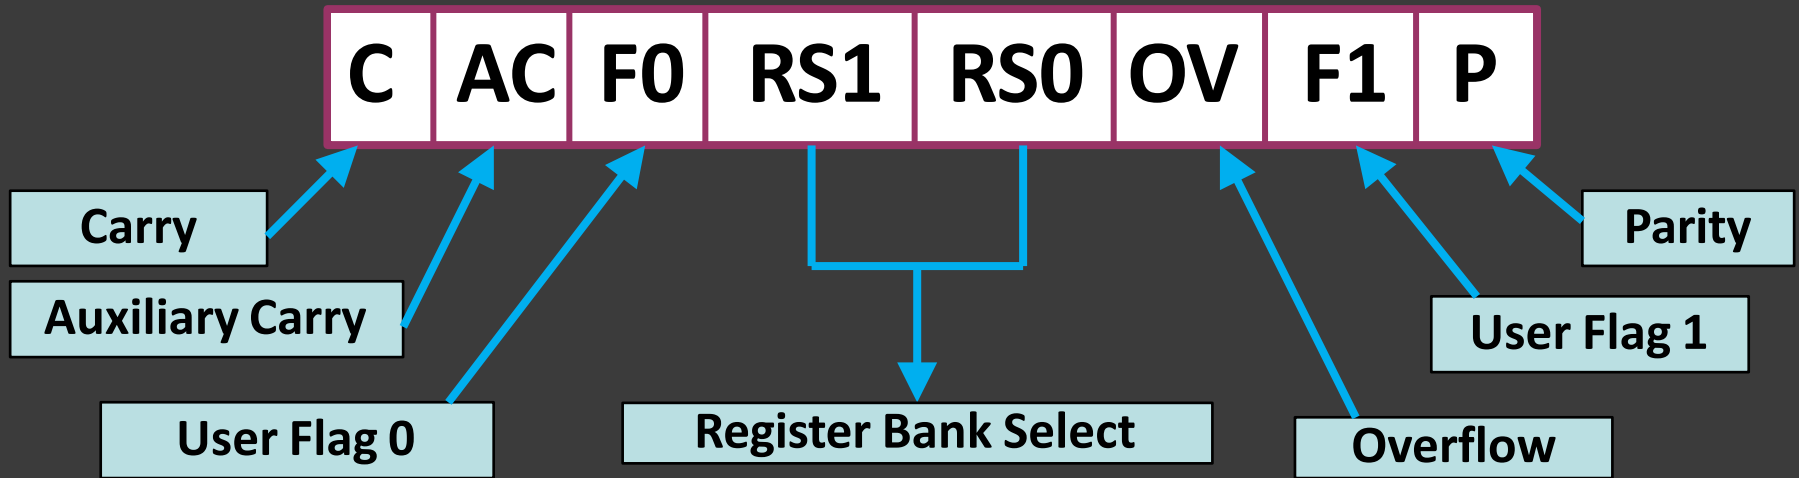 C AC F0 RS1 RS0 OV F1 P
Carry
Parity
Auxiliary Carry
User Flag 1
User Flag 0
Register Bank Select
Overflow